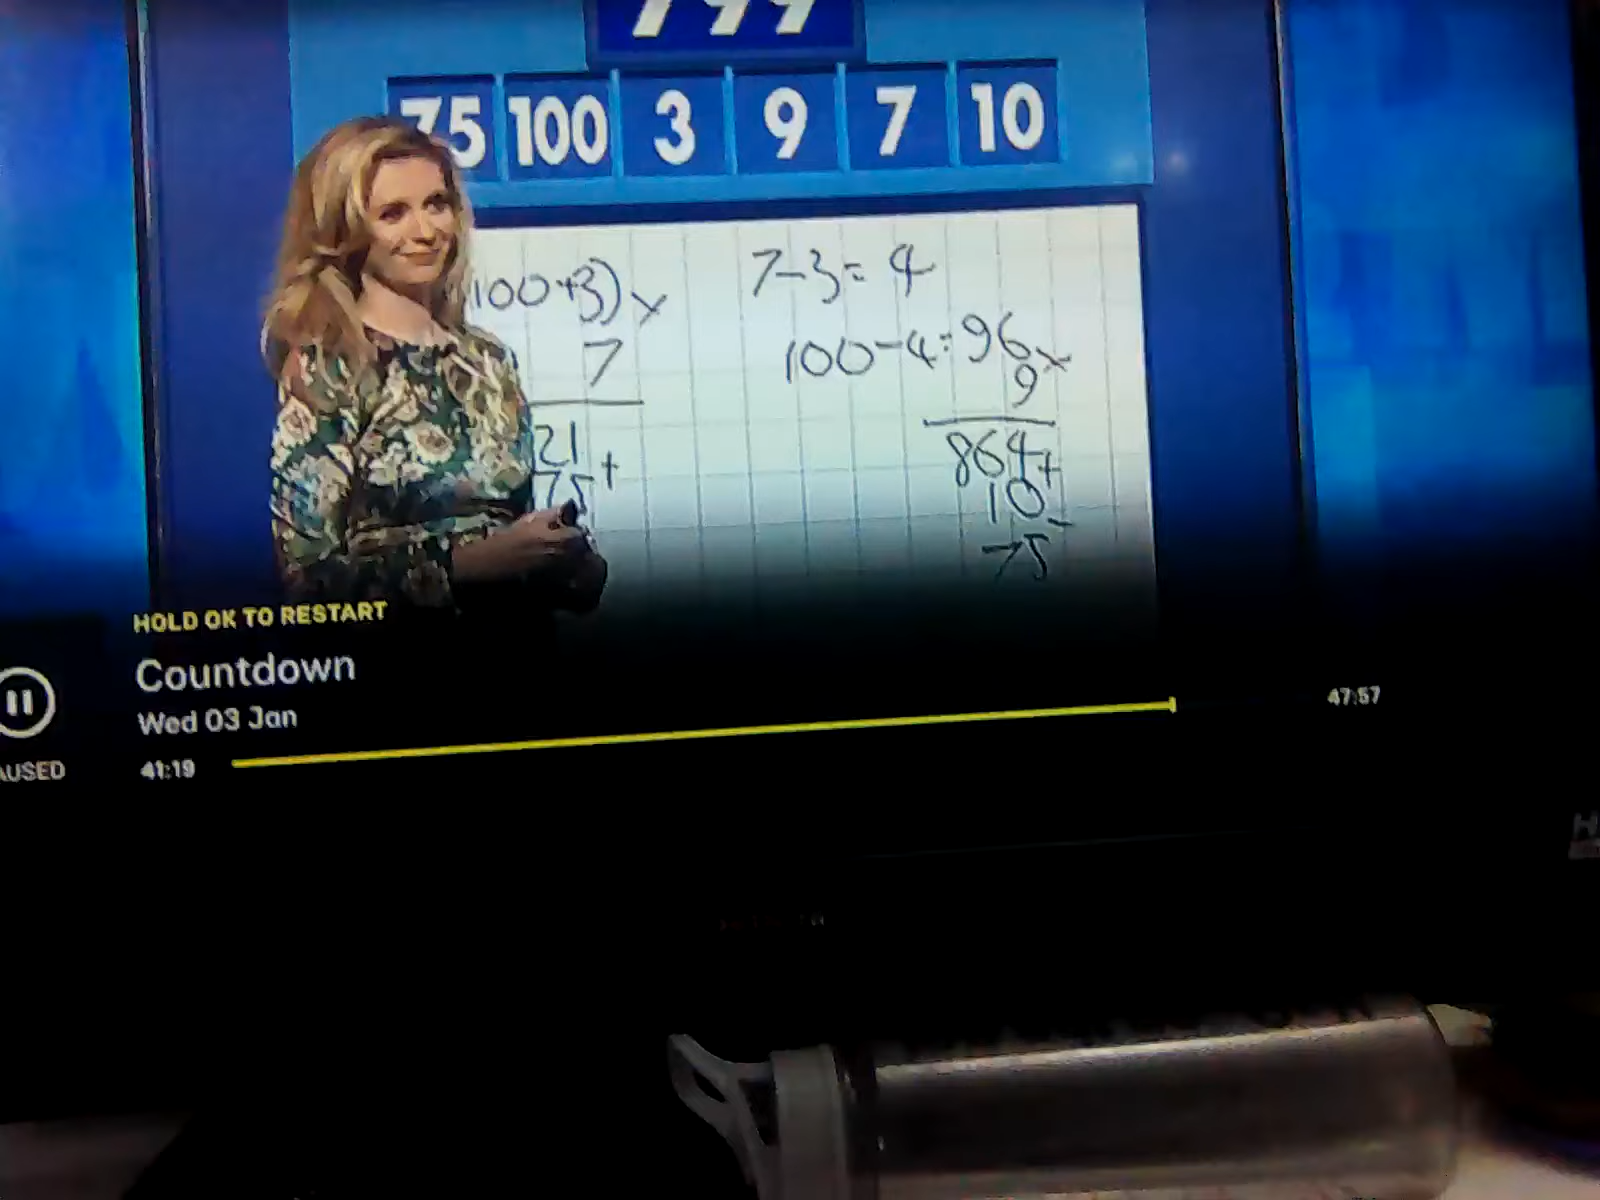 799
75 100 3 9 7 10
100+3) x
7
21
75 +
7-3= 4
100-4= 96 x
9
864+
10 -
75
HOLD OK TO RESTART
Countdown
Wed 03 Jan
47:57
AUSED
41:19
H